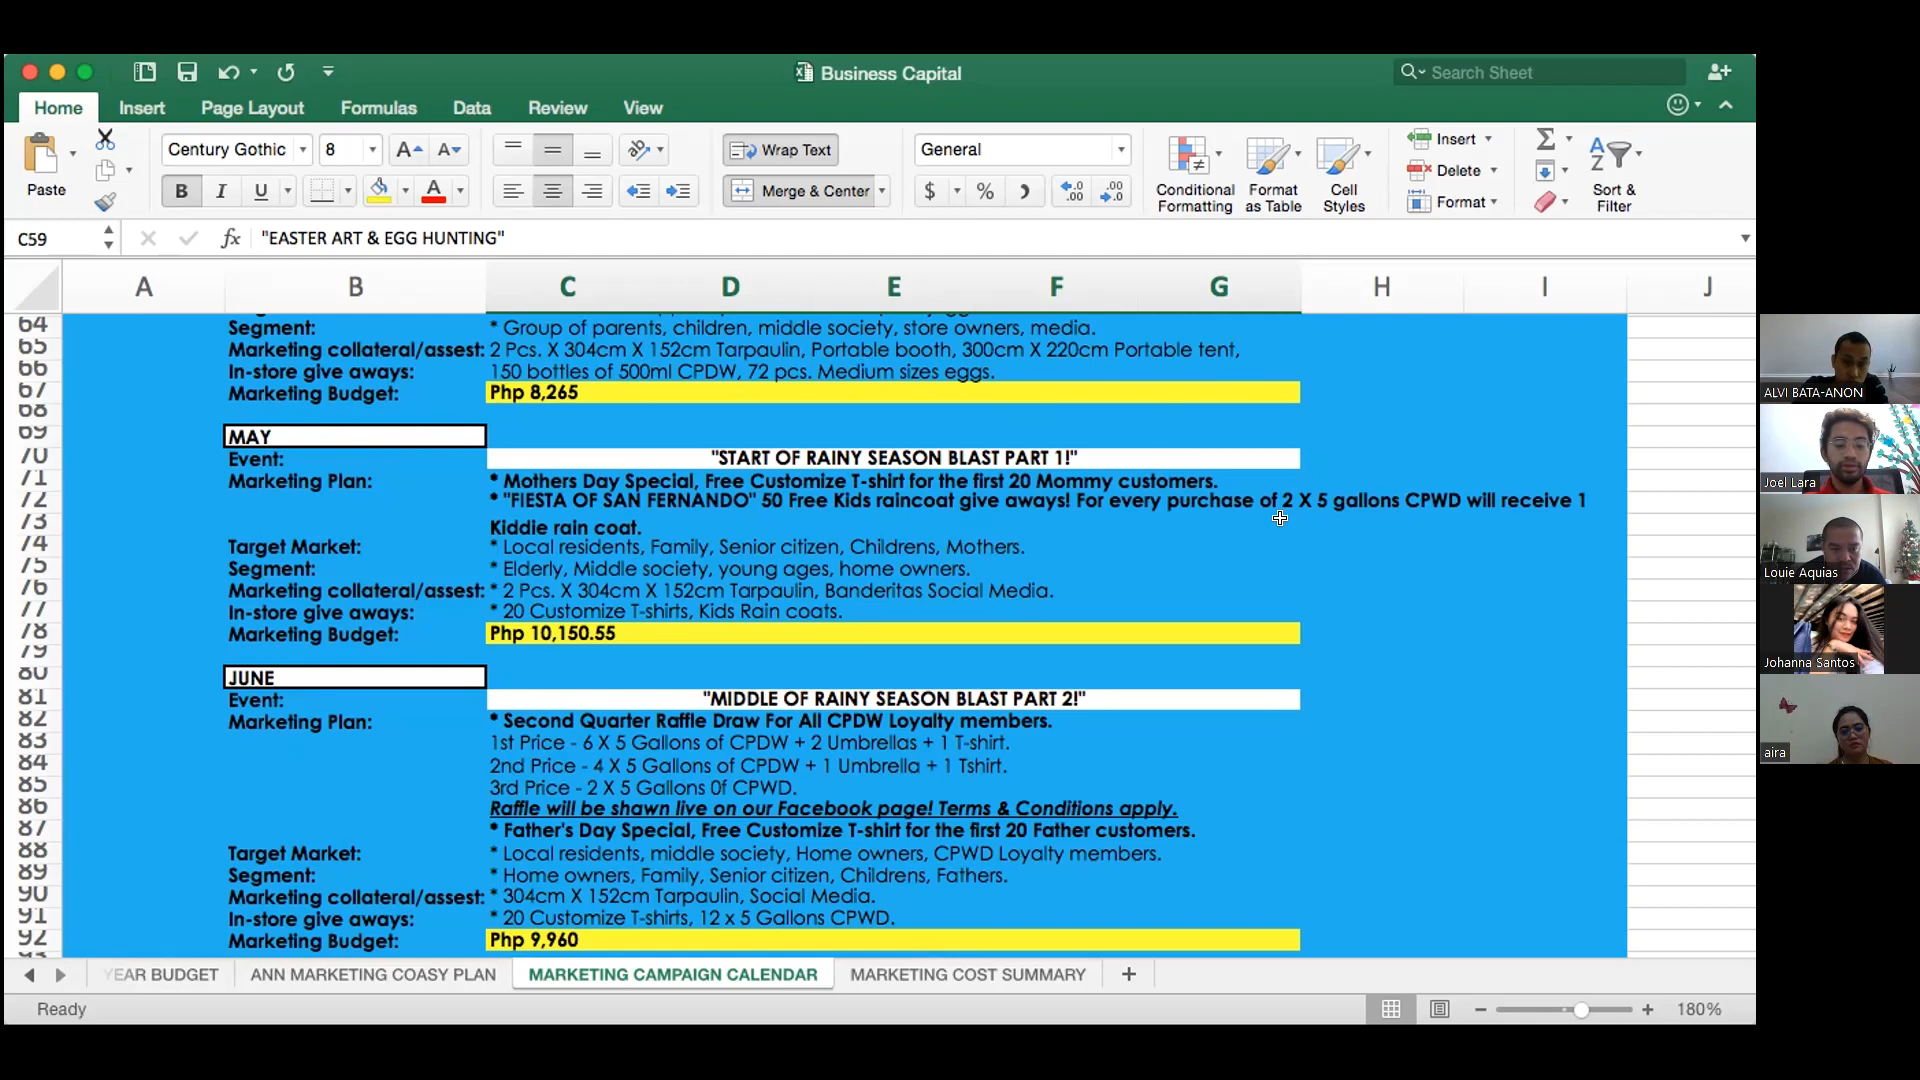 Business Capital
Search Sheet
Home Insert Page Layout Formulas Data Review View
Paste
Century Gothic 8
B I U
Wrap Text
Merge & Center
General
$ %
Conditional Formatting
Format as Table
Cell Styles
Insert
Delete
Format
Sort & Filter
C59 fx "EASTER ART & EGG HUNTING"
A B C D E F G H I J
64 Segment: * Group of parents, children, middle society, store owners, media.
65 Marketing collateral/assest: 2 Pcs. X 304cm X 152cm Tarpaulin, Portable booth, 300cm X 220cm Portable tent,
66 In-store give aways: 150 bottles of 500ml CPDW, 72 pcs. Medium sizes eggs.
67 Marketing Budget: Php 8,265
68
69 MAY
70 Event: "START OF RAINY SEASON BLAST PART 1!"
71 Marketing Plan: * Mothers Day Special, Free Customize T-shirt for the first 20 Mommy customers.
72 * "FIESTA OF SAN FERNANDO" 50 Free Kids raincoat give aways! For every purchase of 2 X 5 gallons CPWD will receive 1
73 Kiddie rain coat.
74 Target Market: * Local residents, Family, Senior citizen, Childrens, Mothers.
75 Segment: * Elderly, Middle society, young ages, home owners.
76 Marketing collateral/assest: * 2 Pcs. X 304cm X 152cm Tarpaulin, Banderitas Social Media.
77 In-store give aways: * 20 Customize T-shirts, Kids Rain coats.
78 Marketing Budget: Php 10,150.55
79
80 JUNE
81 Event: "MIDDLE OF RAINY SEASON BLAST PART 2!"
82 Marketing Plan: * Second Quarter Raffle Draw For All CPDW Loyalty members.
83 1st Price - 6 X 5 Gallons of CPDW + 2 Umbrellas + 1 T-shirt.
84 2nd Price - 4 X 5 Gallons of CPDW + 1 Umbrella + 1 Tshirt.
85 3rd Price - 2 X 5 Gallons 0f CPWD.
86 Raffle will be shawn live on our Facebook page! Terms & Conditions apply.
87 * Father's Day Special, Free Customize T-shirt for the first 20 Father customers.
88 Target Market: * Local residents, middle society, Home owners, CPWD Loyalty members.
89 Segment: * Home owners, Family, Senior citizen, Childrens, Fathers.
90 Marketing collateral/assest: * 304cm X 152cm Tarpaulin, Social Media.
91 In-store give aways: * 20 Customize T-shirts, 12 x 5 Gallons CPWD.
92 Marketing Budget: Php 9,960
YEAR BUDGET ANN MARKETING COASY PLAN MARKETING CAMPAIGN CALENDAR MARKETING COST SUMMARY +
Ready 180%
ALVI BATA-ANON
Joel Lara
Louie Aquias
Johanna Santos
aira